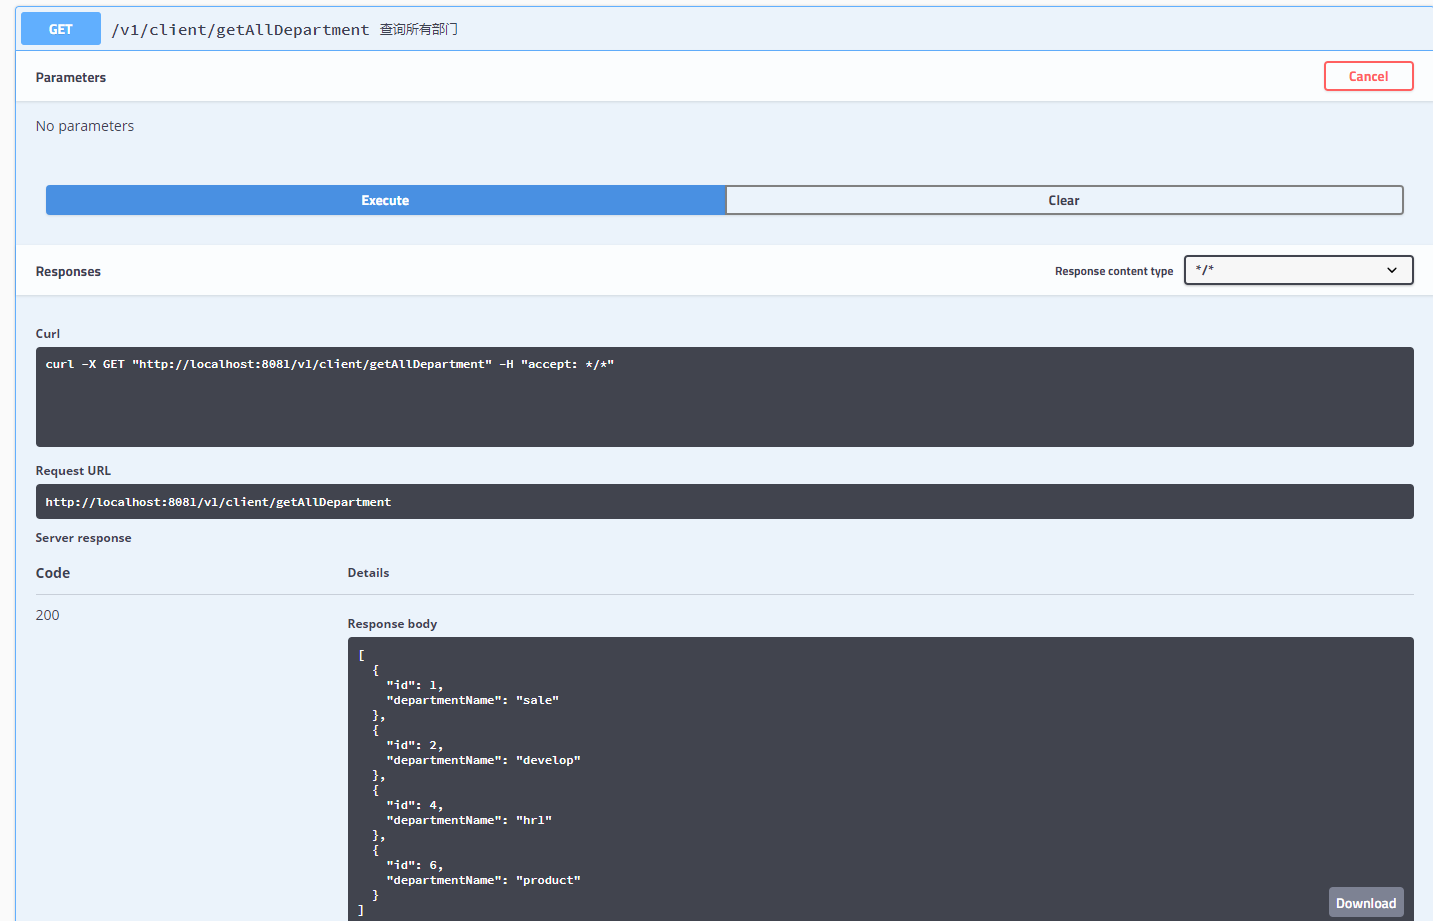 GET /v1/client/getAllDepartment 查询所有部门
Parameters
Cancel
No parameters
Execute
Clear
Responses
Response content type
*/*
Curl
curl -X GET "http://localhost:8081/v1/client/getAllDepartment" -H "accept: */*"
Request URL
http://localhost:8081/v1/client/getAllDepartment
Server response
Code
Details
200
Response body
[
  {
    "id": 1,
    "departmentName": "sale"
  },
  {
    "id": 2,
    "departmentName": "develop"
  },
  {
    "id": 4,
    "departmentName": "hr1"
  },
  {
    "id": 6,
    "departmentName": "product"
  }
]
Download